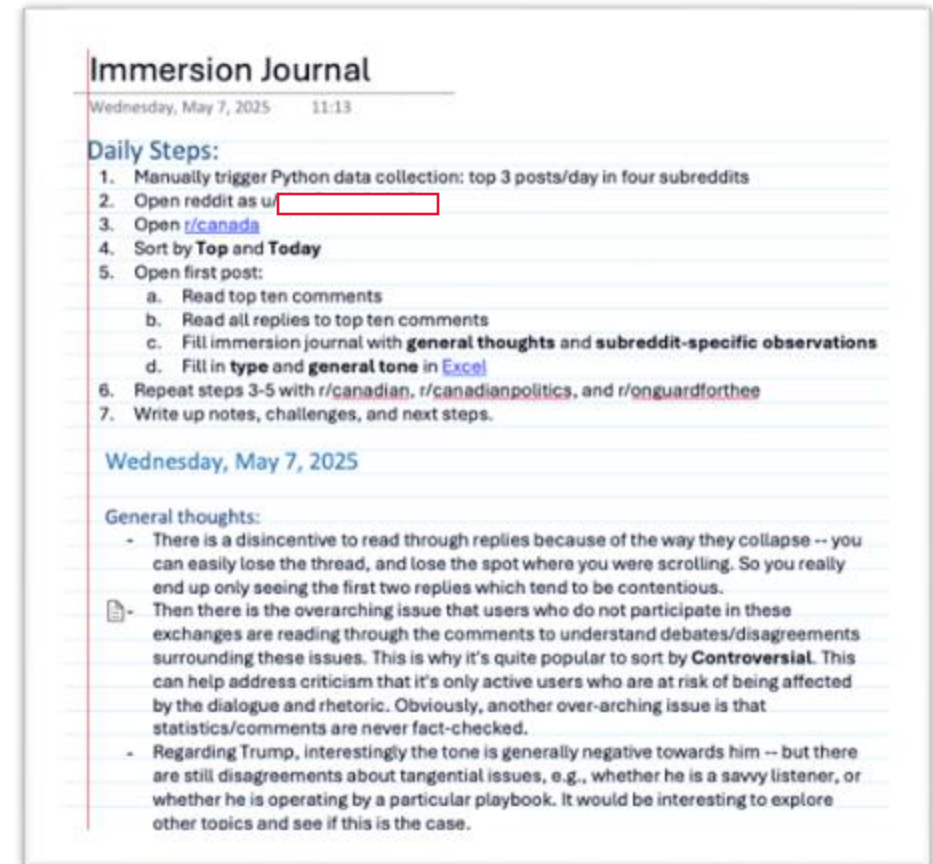 Immersion Journal
Wednesday, May 7, 2025 11:13
Daily Steps:
1. Manually trigger Python data collection: top 3 posts/day in four subreddits
2. Open reddit as u/
3. Open r/canada
4. Sort by Top and Today
5. Open first post:
a. Read top ten comments
b. Read all replies to top ten comments
c. Fill immersion journal with general thoughts and subreddit-specific observations
d. Fill in type and general tone in Excel
6. Repeat steps 3-5 with r/canadian, r/canadianpolitics, and r/onguardforthee
7. Write up notes, challenges, and next steps.
Wednesday, May 7, 2025
General thoughts:
- There is a disincentive to read through replies because of the way they collapse -- you
can easily lose the thread, and lose the spot where you were scrolling. So you really
end up only seeing the first two replies which tend to be contentious.
- Then there is the overarching issue that users who do not participate in these
exchanges are reading through the comments to understand debates/disagreements
surrounding these issues. This is why it's quite popular to sort by Controversial. This
can help address criticism that it's only active users who are at risk of being affected
by the dialogue and rhetoric. Obviously, another over-arching issue is that
statistics/comments are never fact-checked.
- Regarding Trump, interestingly the tone is generally negative towards him -- but there
are still disagreements about tangential issues, e.g., whether he is a savvy listener, or
whether he is operating by a particular playbook. It would be interesting to explore
other topics and see if this is the case.